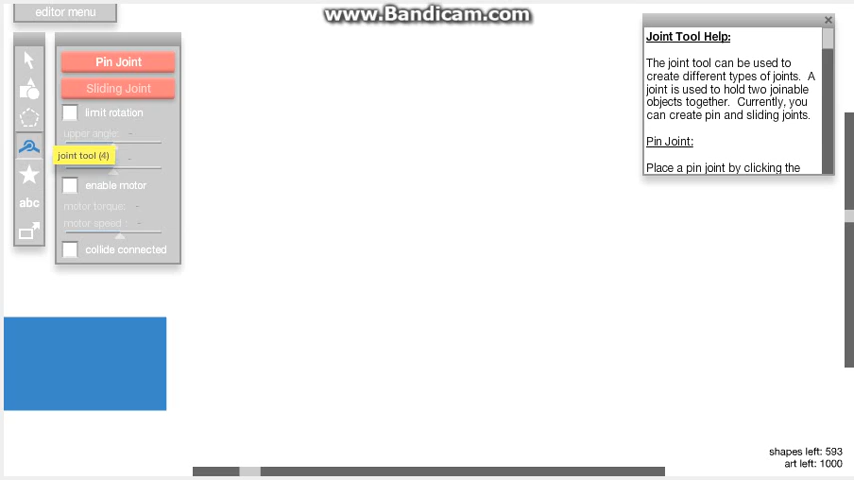 editor menu
www.Bandicam.com
Pin Joint
Sliding Joint
limit rotation
upper angle: -
joint tool (4)
-
enable motor
motor torque: -
motor speed -
collide connected
abc
Joint Tool Help:
The joint tool can be used to
create different types of joints. A
joint is used to hold two joinable
objects together. Currently, you
can create pin and sliding joints.
Pin Joint:
Place a pin joint by clicking the
shapes left: 593
art left: 1000